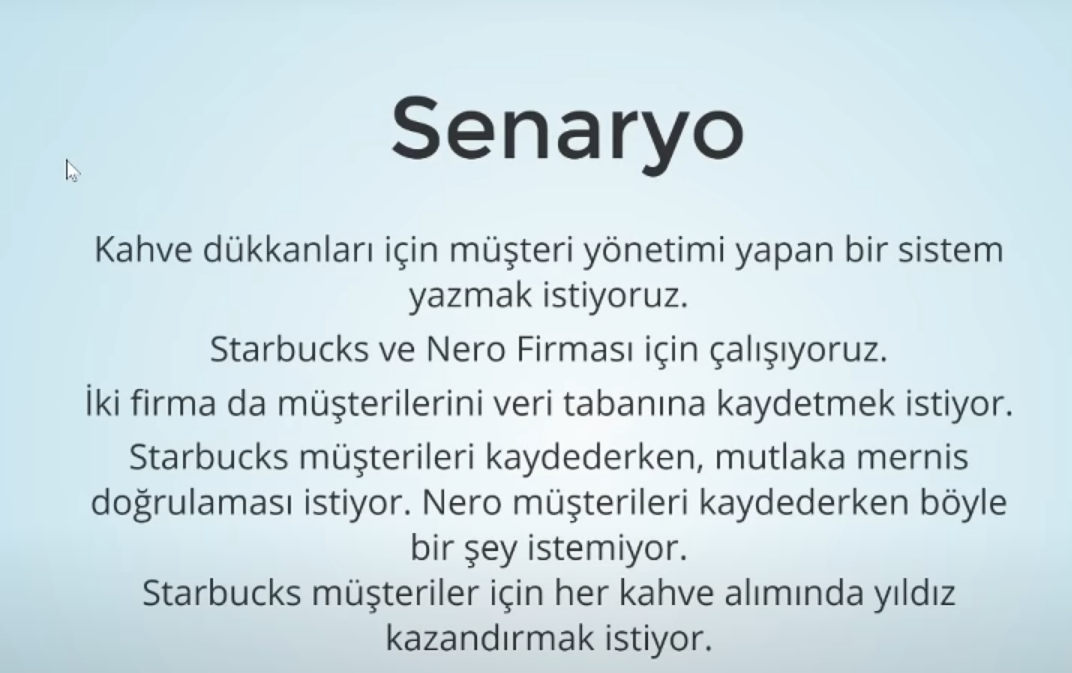 Senaryo
Kahve dükkanları için müşteri yönetimi yapan bir sistem
yazmak istiyoruz.
Starbucks ve Nero Firması için çalışıyoruz.
İki firma da müşterilerini veri tabanına kaydetmek istiyor.
Starbucks müşterileri kaydederken, mutlaka mernis
doğrulaması istiyor. Nero müşterileri kaydederken böyle
bir şey istemiyor.
Starbucks müşteriler için her kahve alımında yıldız
kazandırmak istiyor.